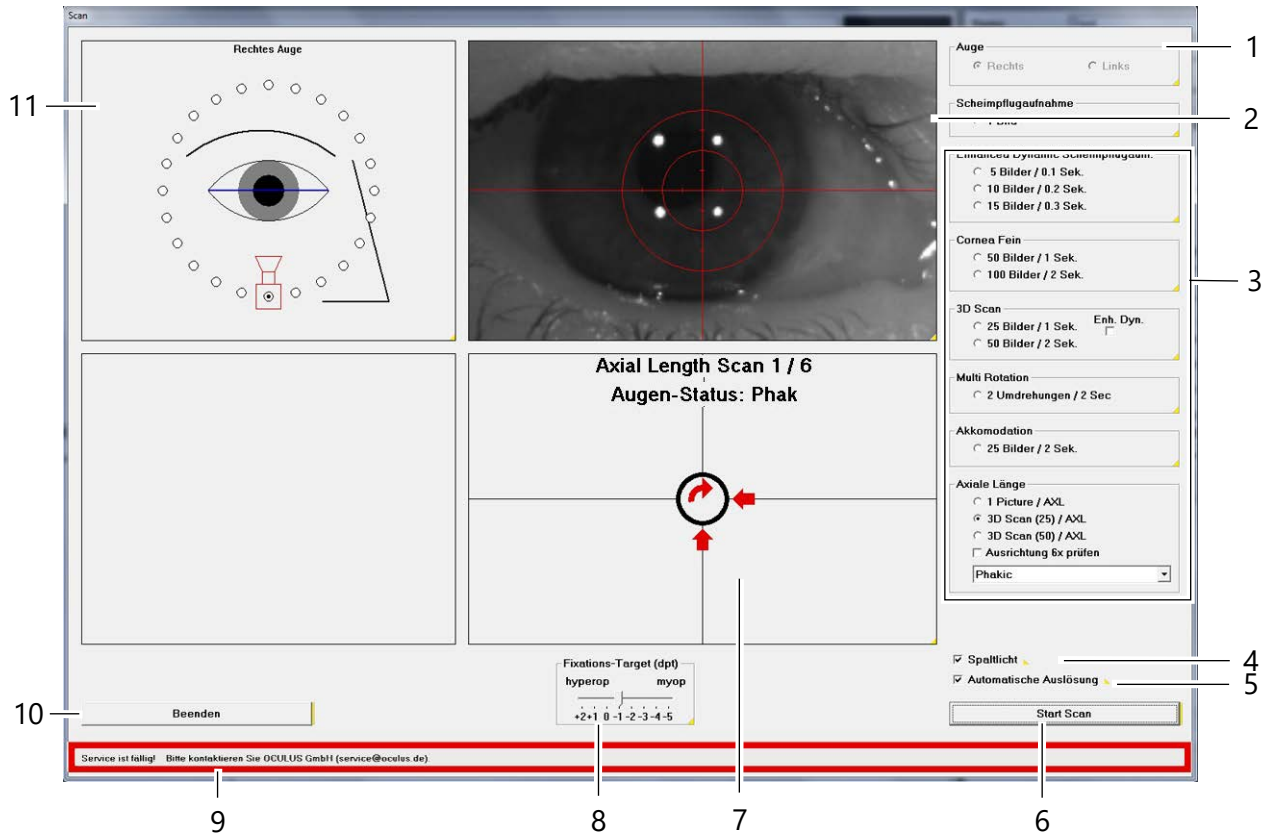 Scan
Rechtes Auge
Auge
Rechts
Links
Scheimpflugaufnahme
1 Bild
Enhanced Dynamic Scheimpflugaufn.
5 Bilder / 0.1 Sek.
10 Bilder / 0.2 Sek.
15 Bilder / 0.3 Sek.
Cornea Fein
50 Bilder / 1 Sek.
100 Bilder / 2 Sek.
3D Scan
25 Bilder / 1 Sek.
Enh. Dyn.
50 Bilder / 2 Sek.
Multi Rotation
2 Umdrehungen / 2 Sec
Akkomodation
25 Bilder / 2 Sek.
Axiale Länge
1 Picture / AXL
3D Scan (25) / AXL
3D Scan (50) / AXL
Ausrichtung 6x prüfen
Phakic
Axial Length Scan 1 / 6
Augen-Status: Phak
Fixations-Target (dpt)
hyperop myop
+2+1 0 -1 -2 -3 -4 -5
Spaltlicht
Automatische Auslösung
Beenden
Start Scan
Service ist fällig! Bitte kontaktieren Sie OCULUS GmbH (service@oculus.de)
1
2
3
4
5
6
7
8
9
10
11